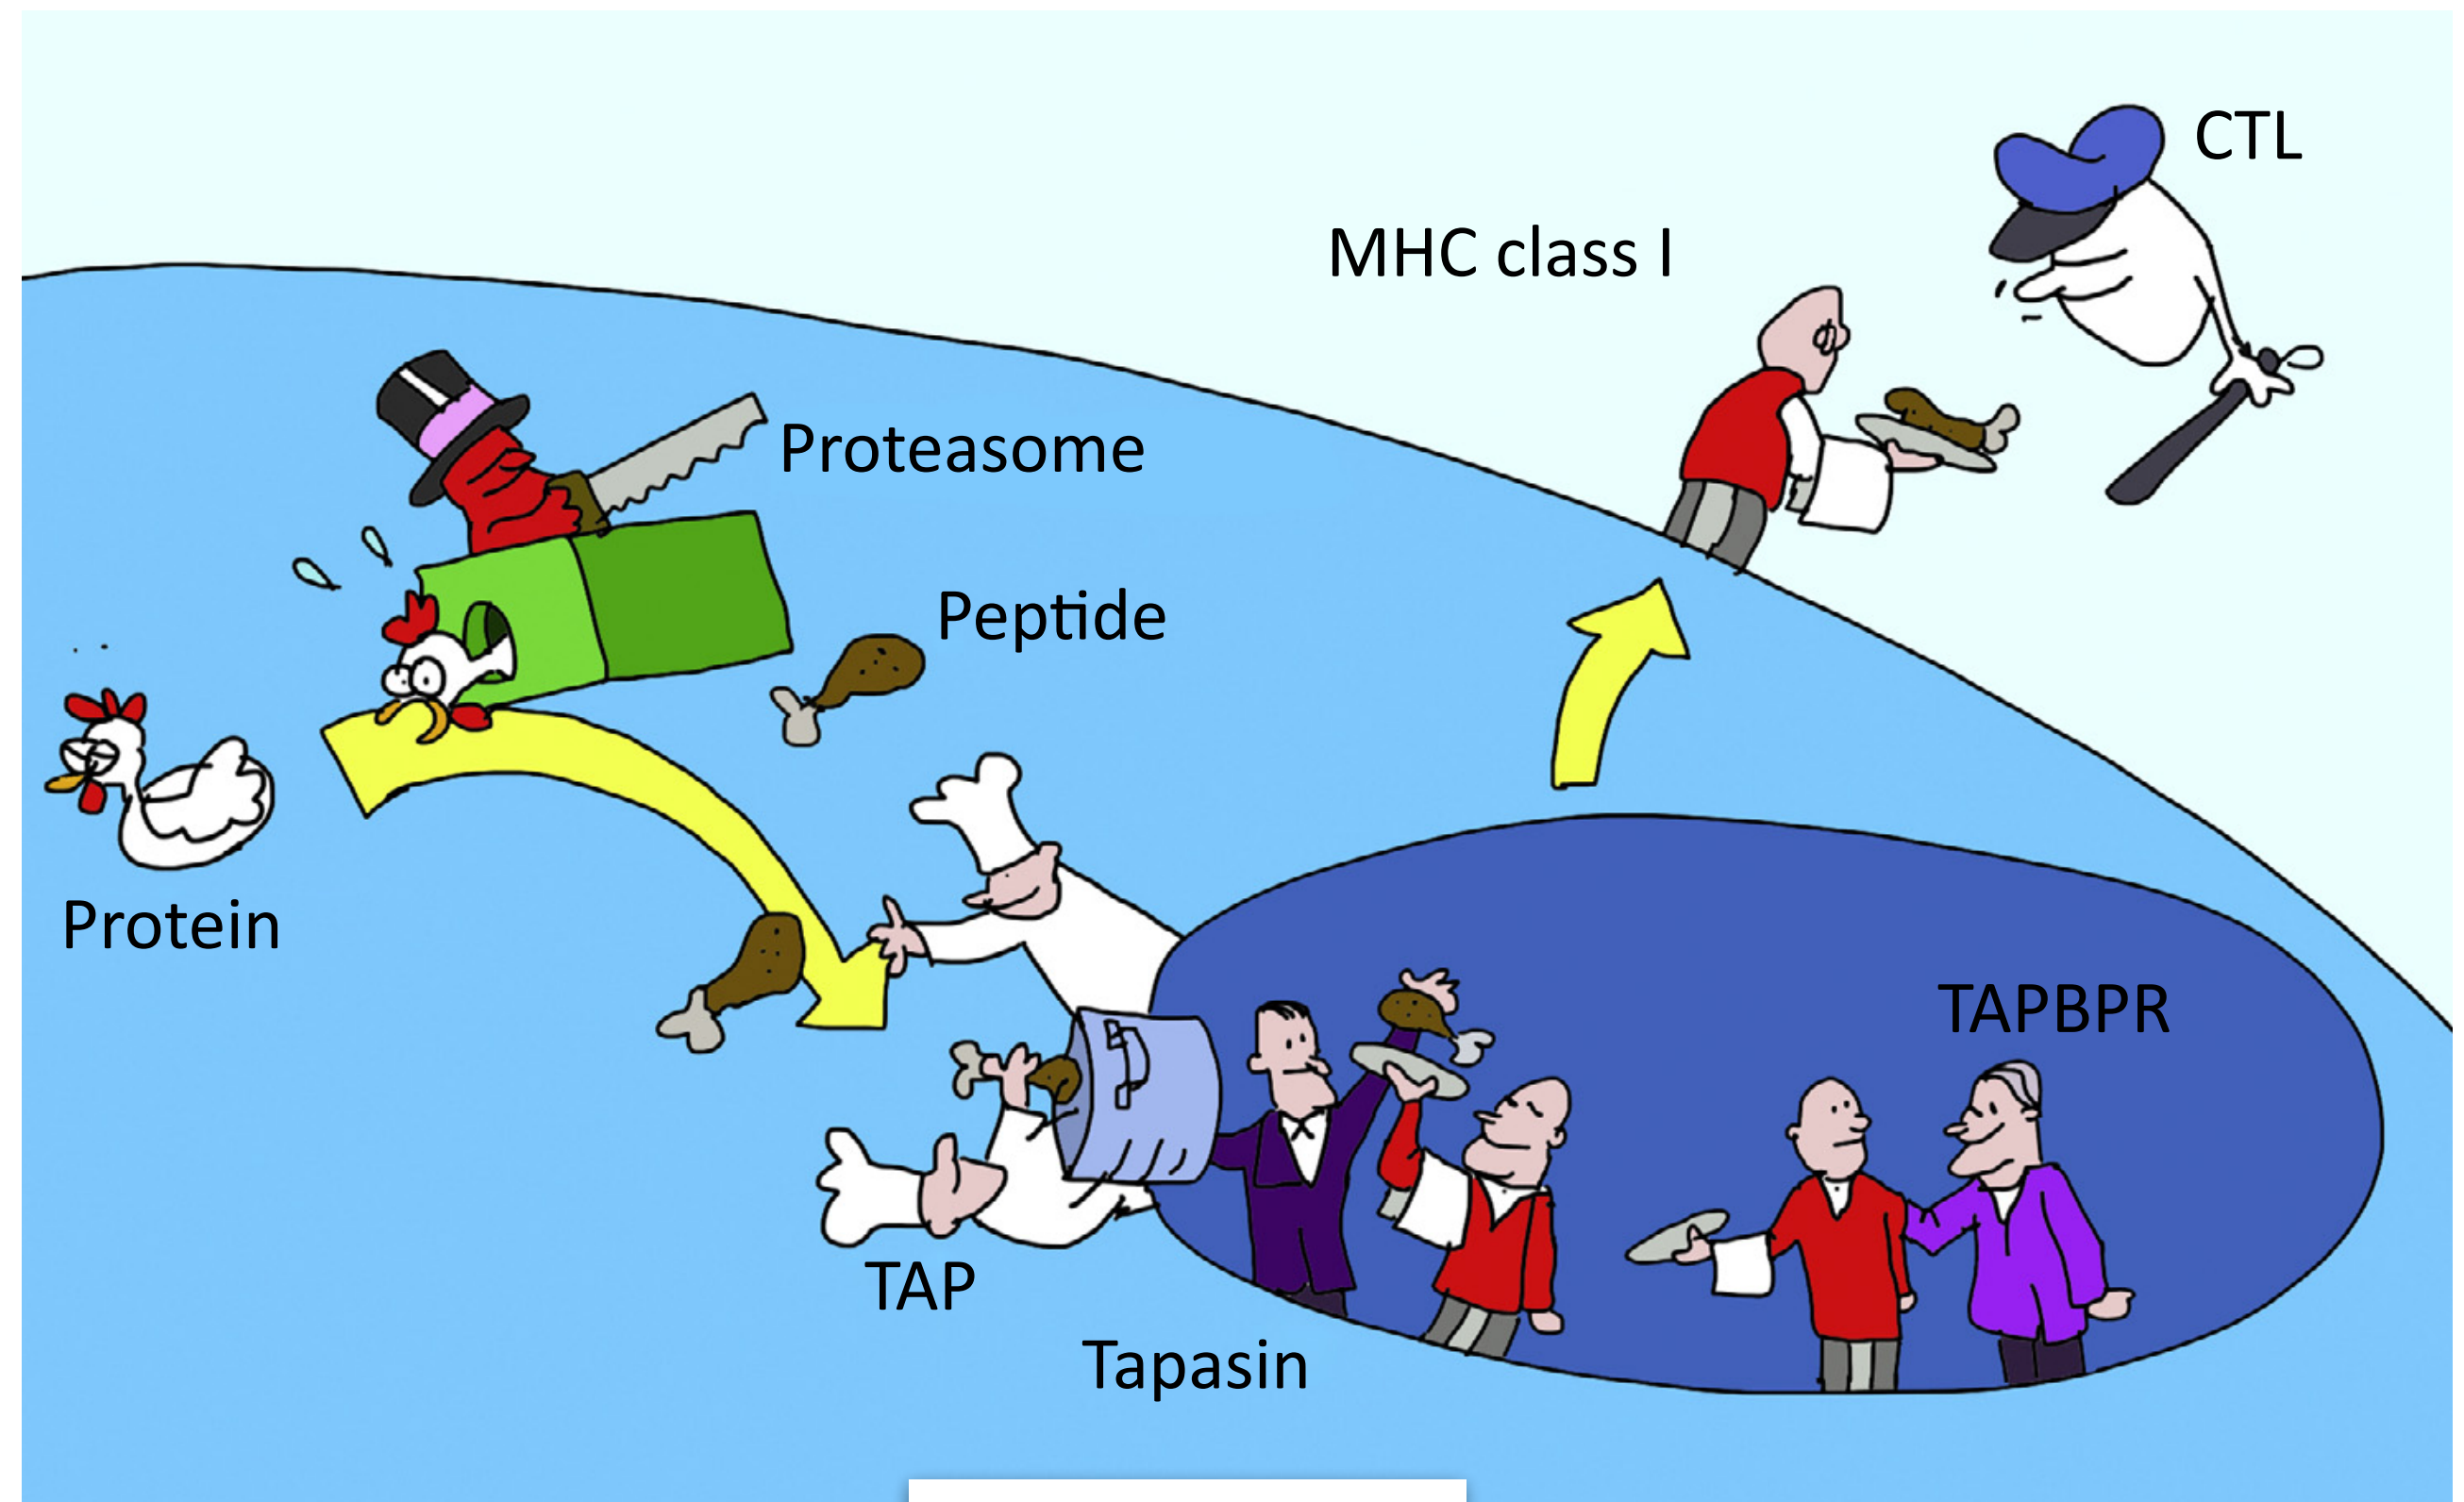 CTL
MHC class I
Proteasome
Peptide
Protein
TAPBPR
TAP
Tapasin